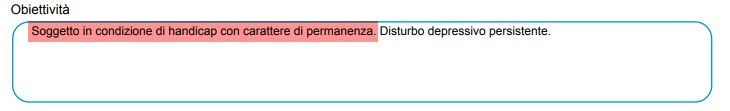 Obiettività
Soggetto in condizione di handicap con carattere di permanenza. Disturbo depressivo persistente.